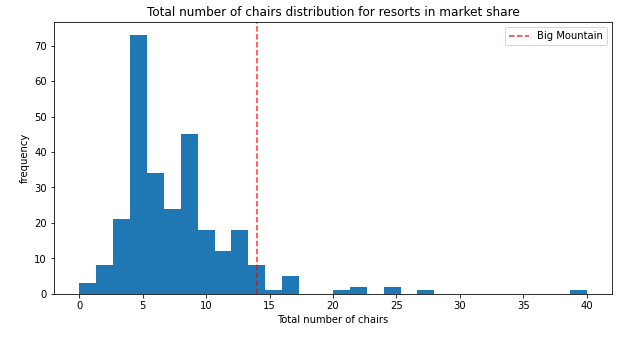 Total number of chairs distribution for resorts in market share
Big Mountain
frequency
70
60
50
40
30
20
10
0
0 5 10 15 20 25 30 35 40
Total number of chairs